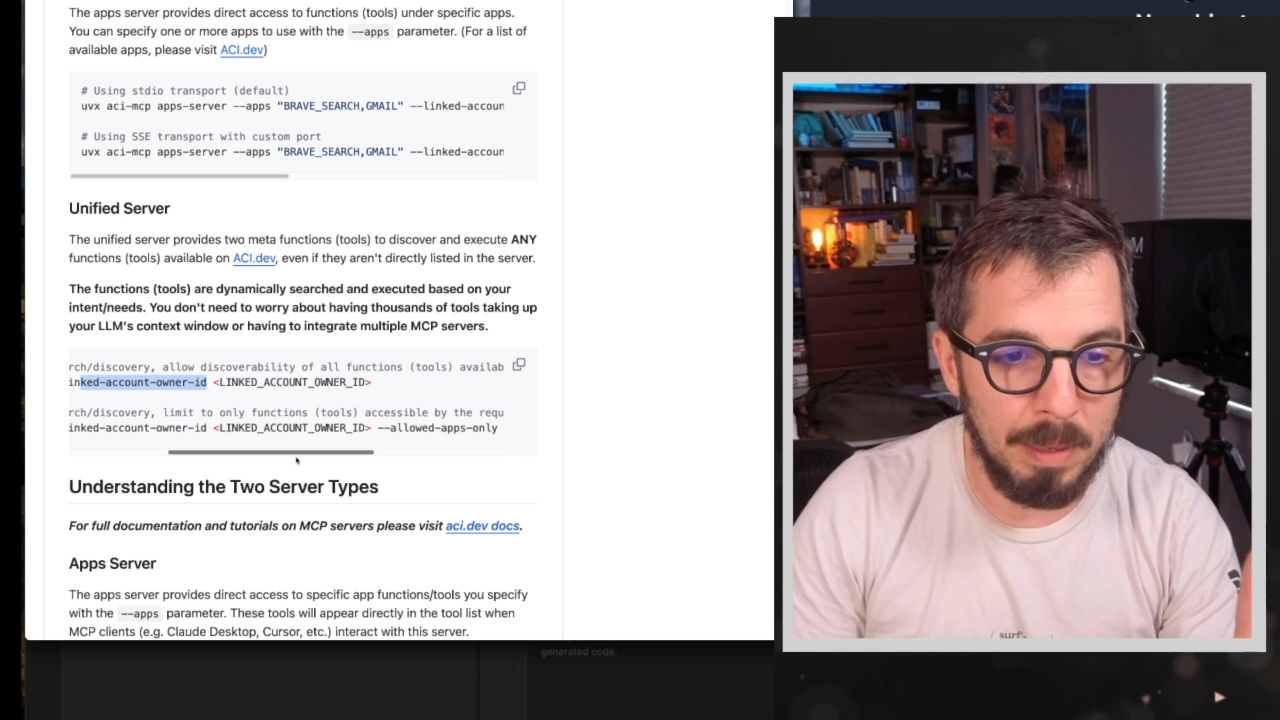 The apps server provides direct access to functions (tools) under specific apps.
You can specify one or more apps to use with the --apps parameter. (For a list of
available apps, please visit ACI.dev)
# Using stdio transport (default)
uvx aci-mcp apps-server --apps "BRAVE_SEARCH,GMAIL" --linked-accoun
# Using SSE transport with custom port
uvx aci-mcp apps-server --apps "BRAVE_SEARCH,GMAIL" --linked-accoun
Unified Server
The unified server provides two meta functions (tools) to discover and execute ANY
functions (tools) available on ACI.dev, even if they aren't directly listed in the server.
The functions (tools) are dynamically searched and executed based on your
intent/needs. You don't need to worry about having thousands of tools taking up
your LLM's context window or having to integrate multiple MCP servers.
rch/discovery, allow discoverability of all functions (tools) availab
inked-account-owner-id <LINKED_ACCOUNT_OWNER_ID>
rch/discovery, limit to only functions (tools) accessible by the requ
inked-account-owner-id <LINKED_ACCOUNT_OWNER_ID> --allowed-apps-only
Understanding the Two Server Types
For full documentation and tutorials on MCP servers please visit aci.dev docs.
Apps Server
The apps server provides direct access to specific app functions/tools you specify
with the --apps parameter. These tools will appear directly in the tool list when
MCP clients (e.g. Claude Desktop, Cursor, etc.) interact with this server.
generated code.